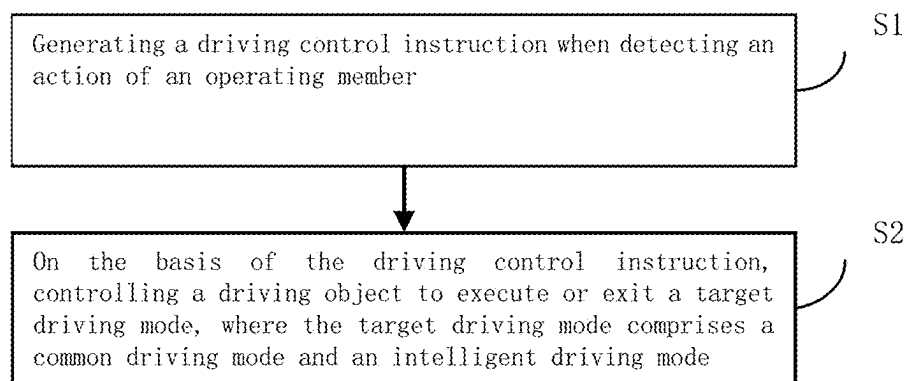 Generating a driving control instruction when detecting an
action of an operating member
S1
On the basis of the driving control instruction,
controlling a driving object to execute or exit a target
driving mode, where the target driving mode comprises a
common driving mode and an intelligent driving mode
S2